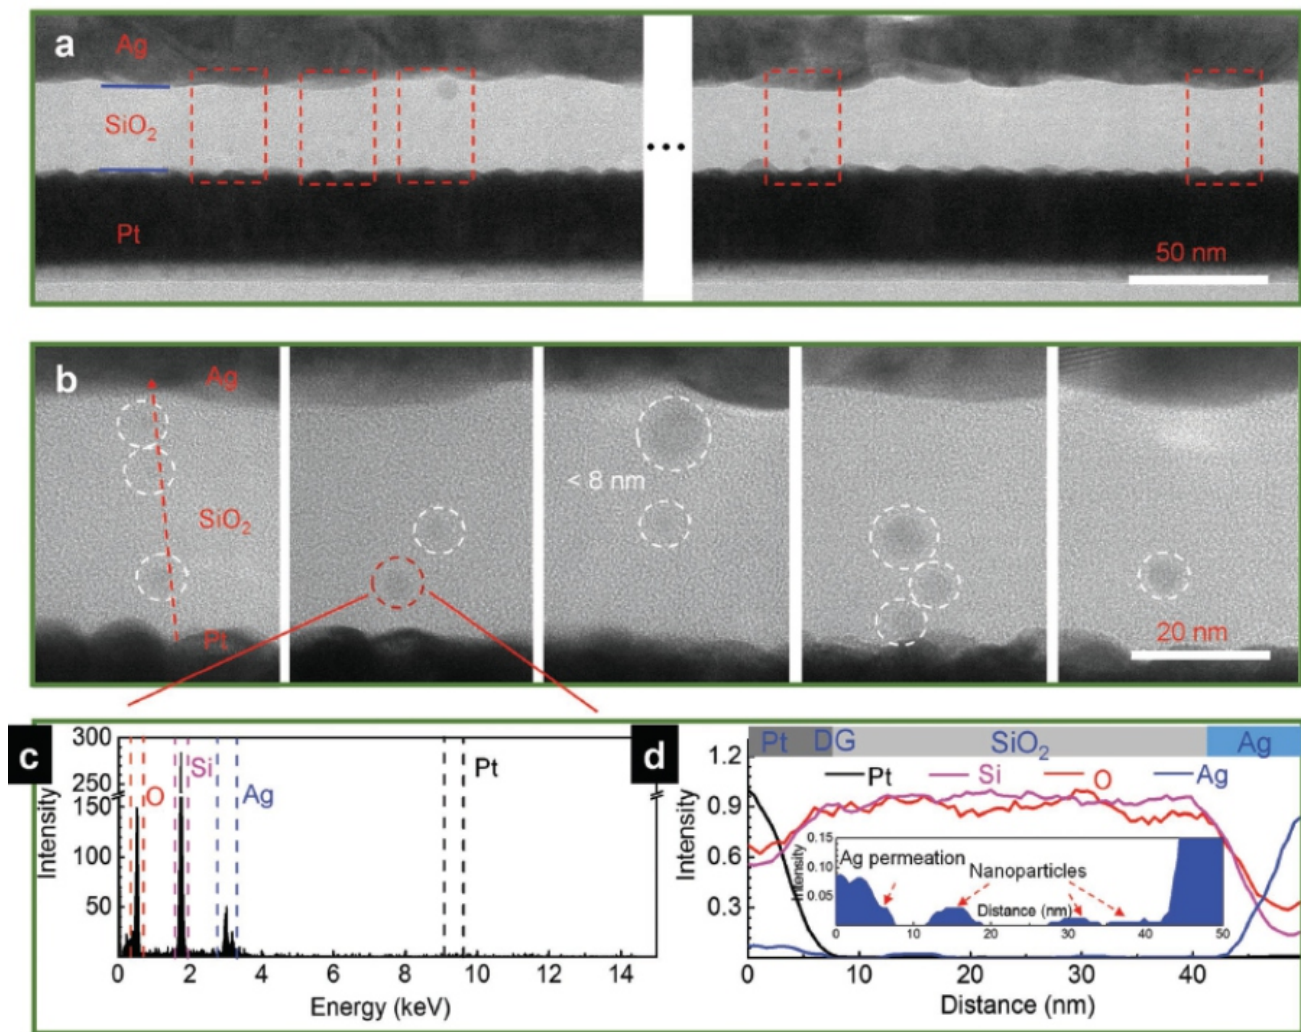 a
Ag
SiO₂
Pt
...
50 nm
b
Ag
SiO₂
Pt
< 8 nm
20 nm
c
300
250
150
100
50
Intensity
O
Si
Ag
Pt
0 2 4 6 8 10 12 14
Energy (keV)
d
Pt DG SiO₂ Ag
Pt Si O Ag
1.2
0.9
0.6
0.3
Intensity
0.15
0.10
0.05
0
Intensity
Ag permeation
Nanoparticles
Distance (nm)
0 10 20 30 40 50
0 10 20 30 40
Distance (nm)